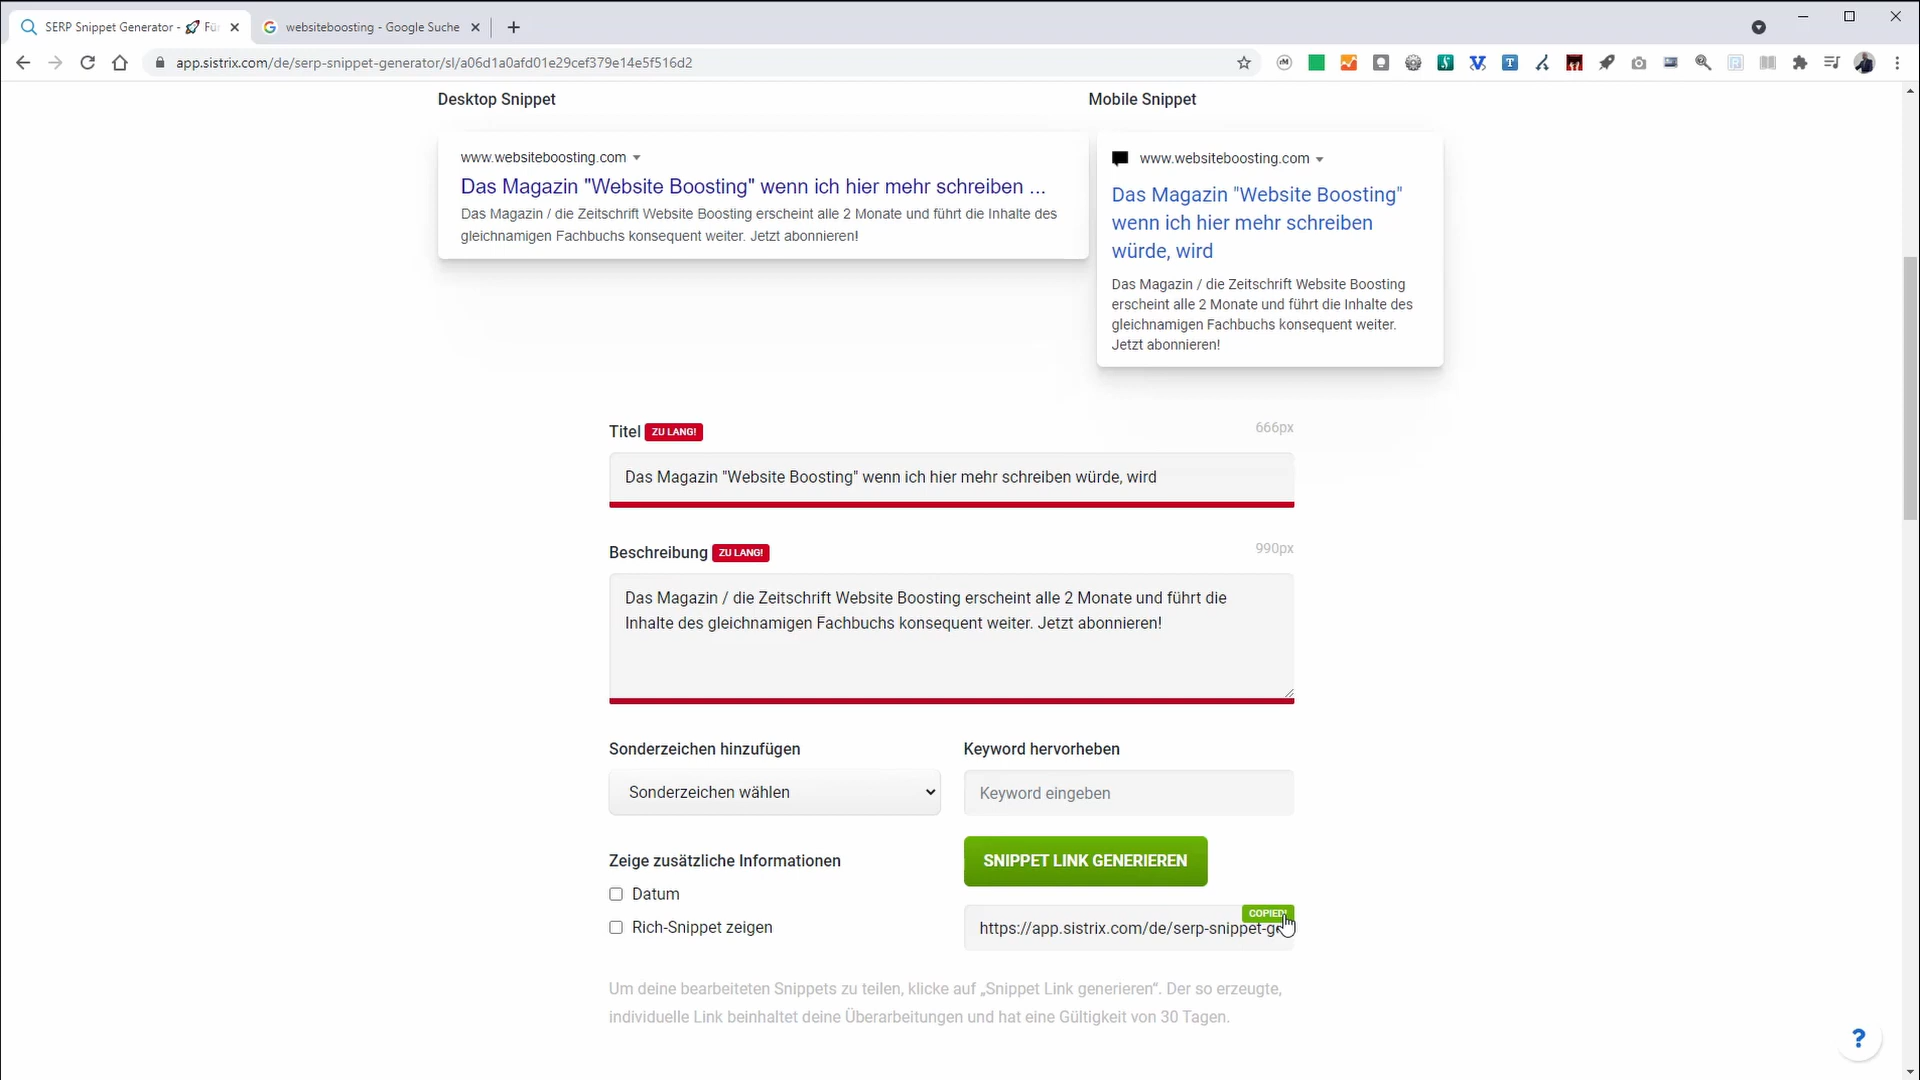 SERP Snippet Generator - 🚀 Für
websiteboosting - Google Suche
app.sistrix.com/de/serp-snippet-generator/sl/a06d1a0afd01e29cef379e14e5f516d2
Desktop Snippet
Mobile Snippet
www.websiteboosting.com
Das Magazin "Website Boosting" wenn ich hier mehr schreiben ...
Das Magazin / die Zeitschrift Website Boosting erscheint alle 2 Monate und führt die Inhalte des
gleichnamigen Fachbuchs konsequent weiter. Jetzt abonnieren!
www.websiteboosting.com
Das Magazin "Website Boosting"
wenn ich hier mehr schreiben
würde, wird
Das Magazin / die Zeitschrift Website Boosting
erscheint alle 2 Monate und führt die Inhalte des
gleichnamigen Fachbuchs konsequent weiter.
Jetzt abonnieren!
Titel ZU LANG!
666px
Das Magazin "Website Boosting" wenn ich hier mehr schreiben würde, wird
Beschreibung ZU LANG!
990px
Das Magazin / die Zeitschrift Website Boosting erscheint alle 2 Monate und führt die
Inhalte des gleichnamigen Fachbuchs konsequent weiter. Jetzt abonnieren!
Sonderzeichen hinzufügen
Keyword hervorheben
Sonderzeichen wählen
Keyword eingeben
Zeige zusätzliche Informationen
SNIPPET LINK GENERIEREN
Datum
Rich-Snippet zeigen
COPIED!
https://app.sistrix.com/de/serp-snippet-ge
Um deine bearbeiteten Snippets zu teilen, klicke auf „Snippet Link generieren“. Der so erzeugte,
individuelle Link beinhaltet deine Überarbeitungen und hat eine Gültigkeit von 30 Tagen.
?